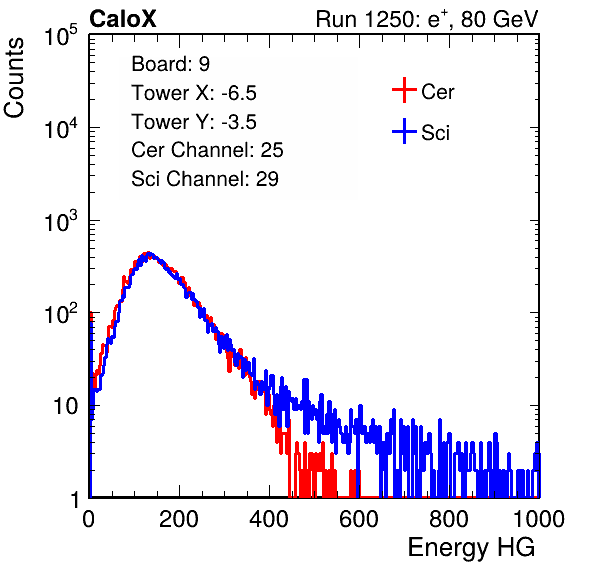 CaloX Run 1250: e+, 80 GeV
Counts
10^5
10^4
10^3
10^2
10
1
Board: 9
Tower X: -6.5
Tower Y: -3.5
Cer Channel: 25
Sci Channel: 29
Cer
Sci
0 200 400 600 800 1000
Energy HG